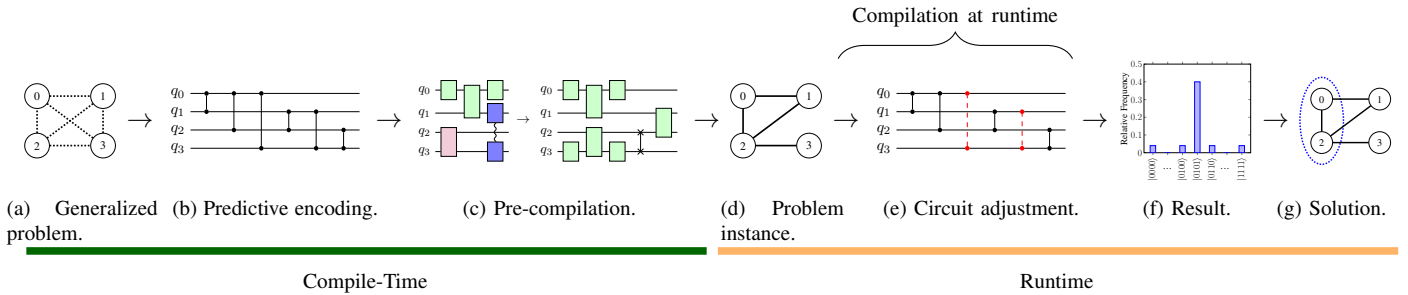 Compilation at runtime
0
1
2
3
q0
q1
q2
q3
q0
q1
q2
q3
q0
q1
q2
q3
0
1
2
3
q0
q1
q2
q3
Relative Frequency
0.5
0.4
0.3
0.2
0.1
0
|0000⟩
...
|0100⟩
|0101⟩
|0110⟩
...
|1111⟩
0
1
2
3
(a) Generalized
problem.
(b) Predictive encoding.
(c) Pre-compilation.
(d) Problem
instance.
(e) Circuit adjustment.
(f) Result.
(g) Solution.
Compile-Time
Runtime